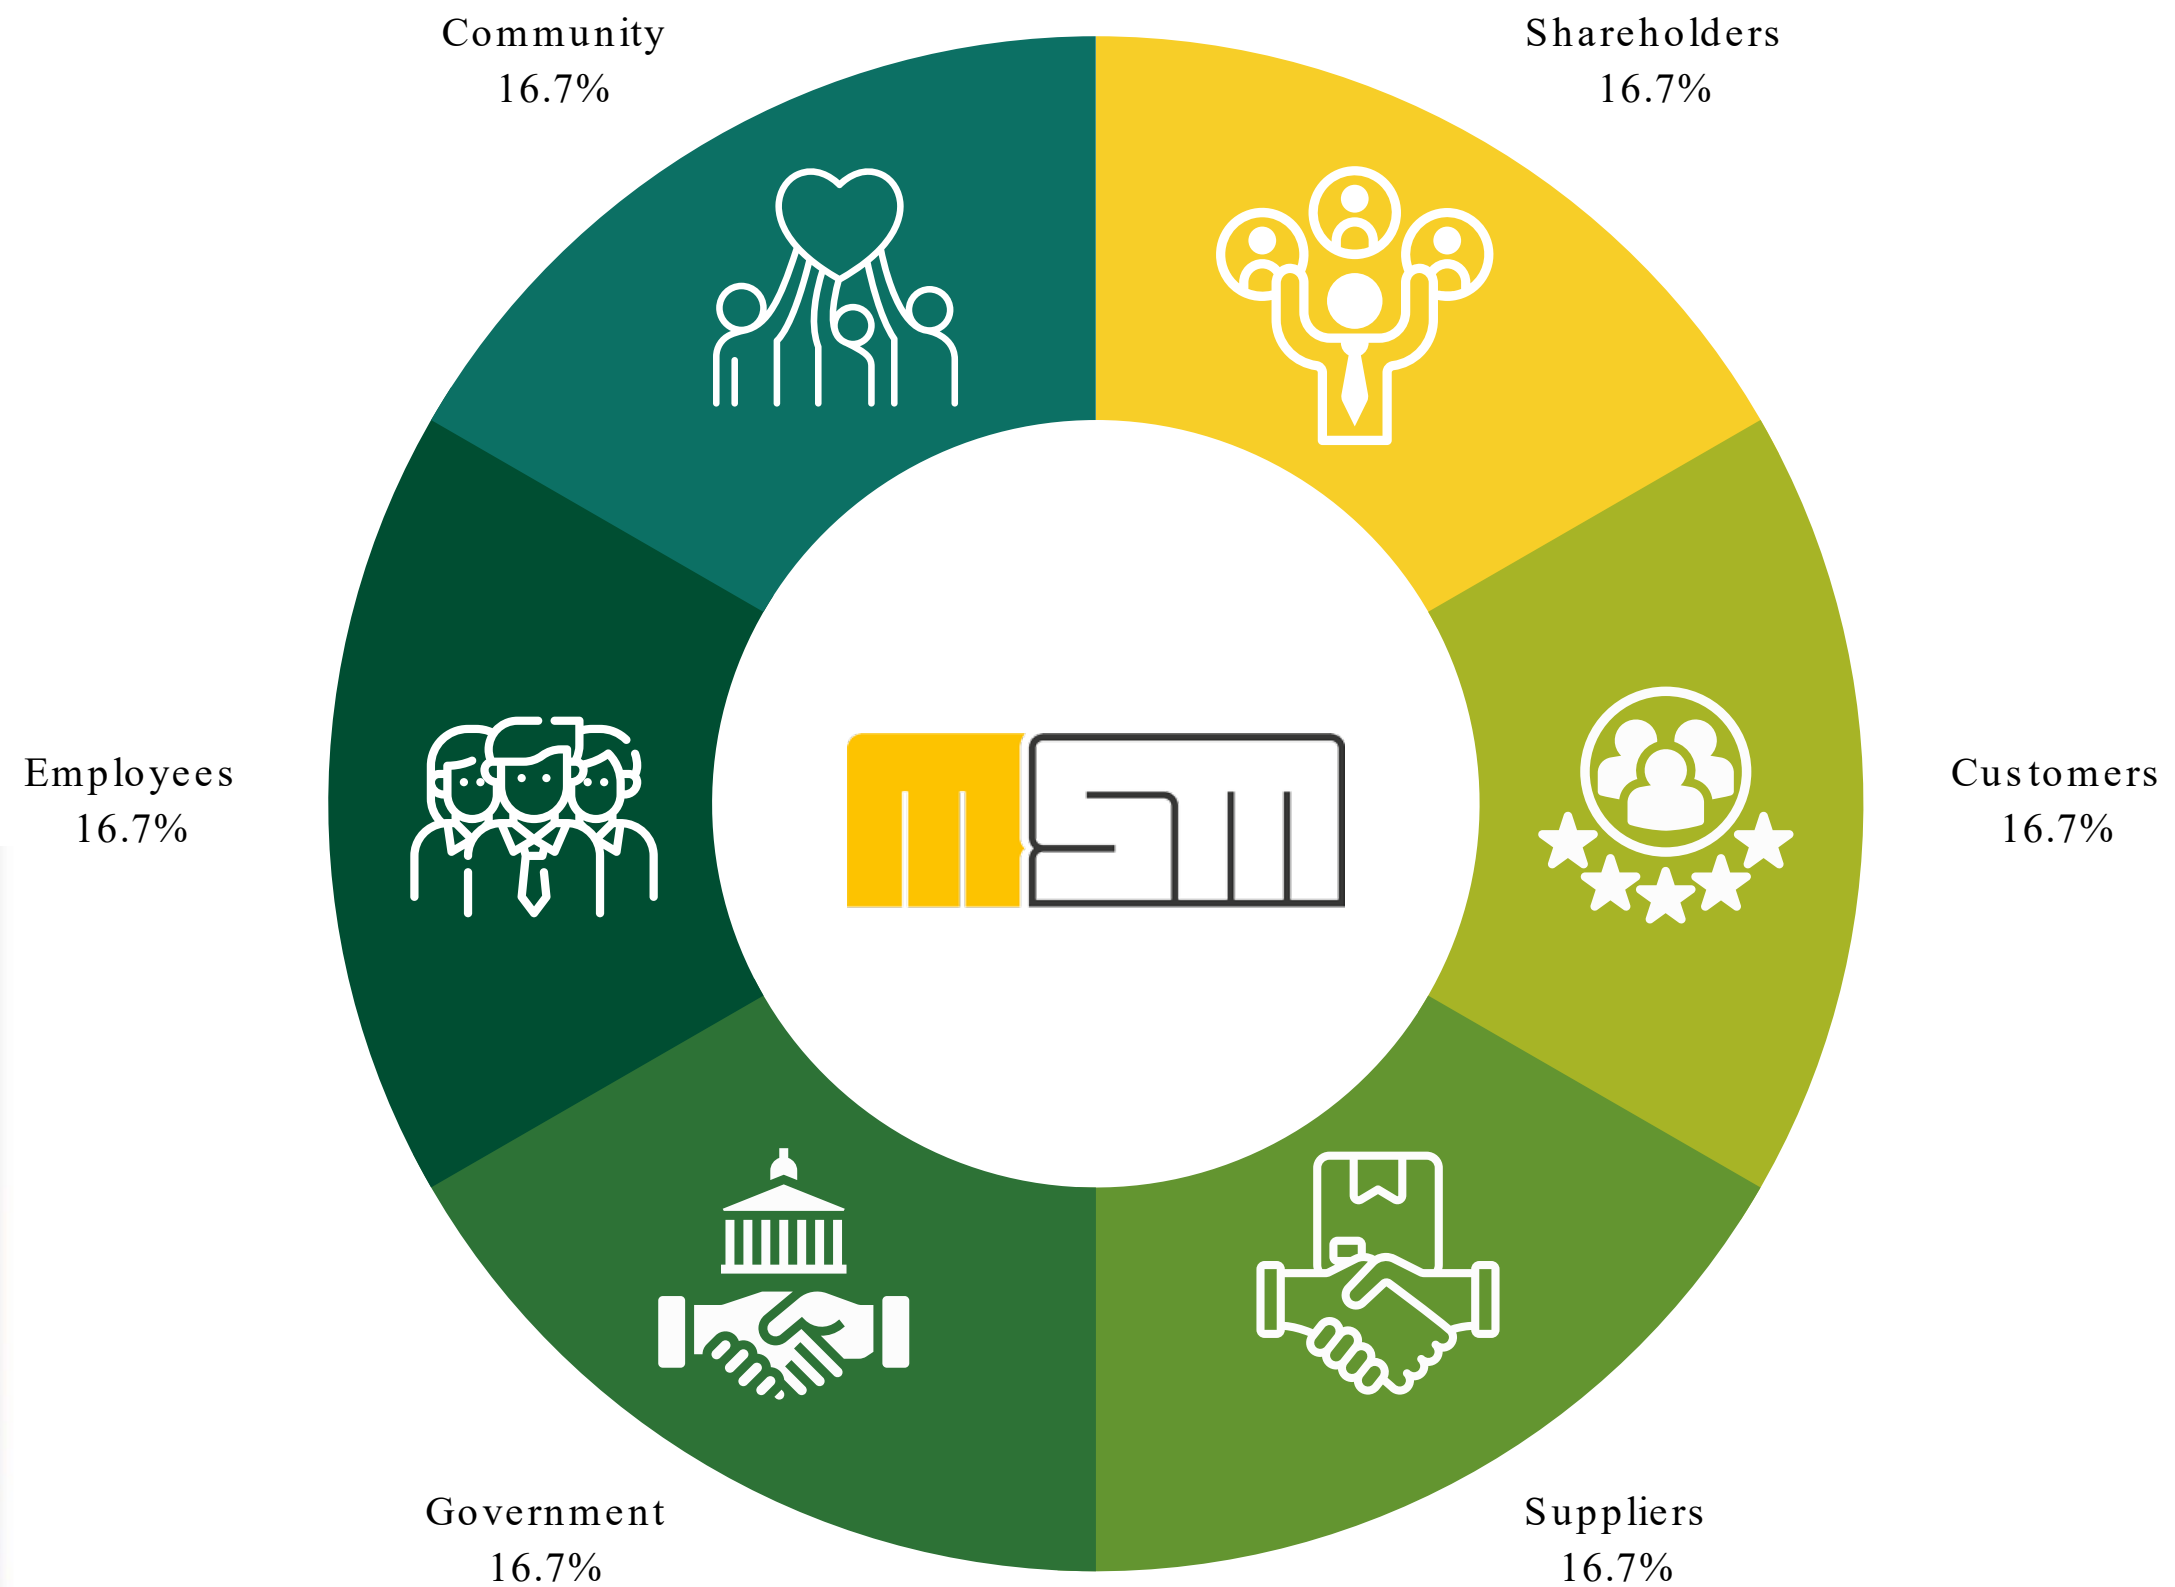 Community
16.7%
Shareholders
16.7%
Employees
16.7%
MSM
Customers
16.7%
Government
16.7%
Suppliers
16.7%